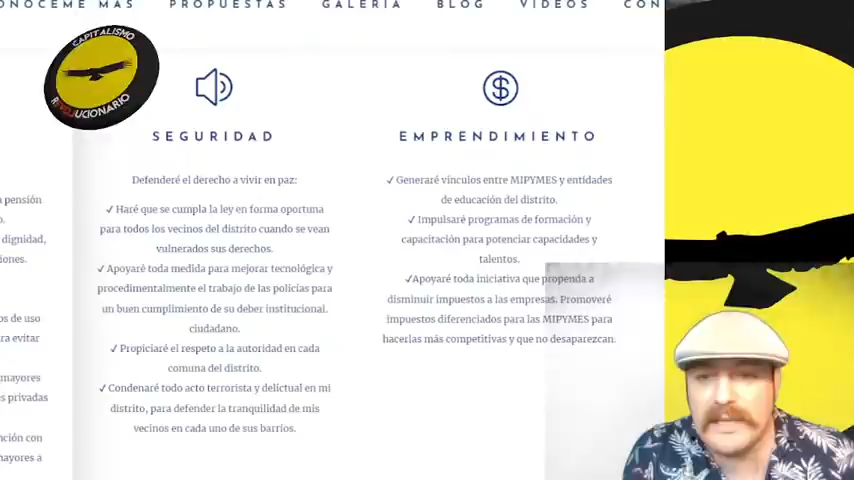 ONOCEME MAS PROPUESTAS GALERIA BLOG VIDEOS CON
CAPITALISMO
REVOLUCIONARIO
a pensión
o.
dignidad,
iones.
os de uso
ra evitar
mayores
es privadas
nción con
mayores a
SEGURIDAD
Defenderé el derecho a vivir en paz:
✓ Haré que se cumpla la ley en forma oportuna
para todos los vecinos del distrito cuando se vean
vulnerados sus derechos.
✓ Apoyaré toda medida para mejorar tecnológica y
procedimentalmente el trabajo de las policías para
un buen cumplimiento de su deber institucional.
ciudadano.
✓ Propiciaré el respeto a la autoridad en cada
comuna del distrito.
✓ Condenaré todo acto terrorista y delictual en mi
distrito, para defender la tranquilidad de mis
vecinos en cada uno de sus barrios.
EMPRENDIMIENTO
✓ Generaré vínculos entre MIPYMES y entidades
de educación del distrito.
✓ Impulsaré programas de formación y
capacitación para potenciar capacidades y
talentos.
✓Apoyaré toda iniciativa que propenda a
disminuir impuestos a las empresas. Promoveré
impuestos diferenciados para las MIPYMES para
hacerlas más competitivas y que no desaparezcan.